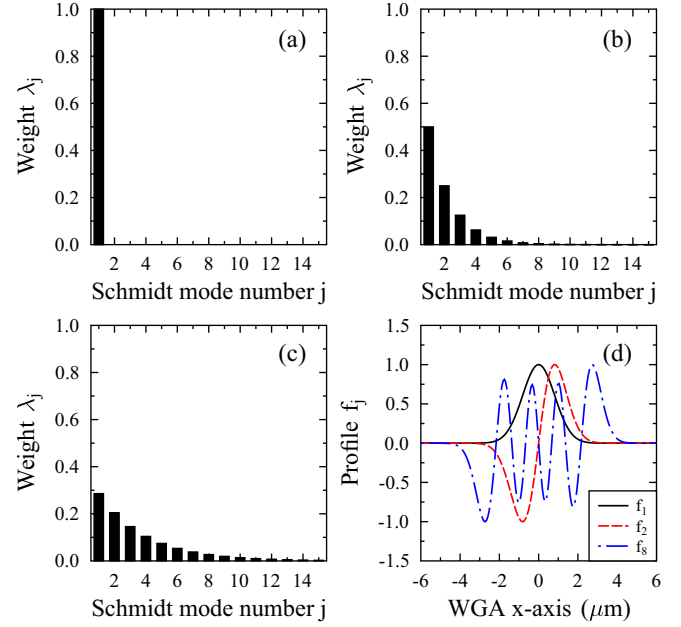 (a)
Weight λj
1.0
0.8
0.6
0.4
0.2
0.0
2 4 6 8 10 12 14
Schmidt mode number j
(b)
Weight λj
1.0
0.8
0.6
0.4
0.2
0.0
2 4 6 8 10 12 14
Schmidt mode number j
(c)
Weight λj
1.0
0.8
0.6
0.4
0.2
0.0
2 4 6 8 10 12 14
Schmidt mode number j
(d)
Profile fj
1.5
1.0
0.5
0.0
-0.5
-1.0
-1.5
f1
f2
f8
-6 -4 -2 0 2 4 6
WGA x-axis (μm)